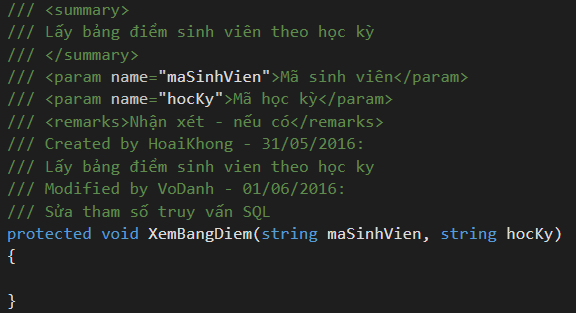 /// <summary>
/// Lấy bảng điểm sinh viên theo học kỳ
/// </summary>
/// <param name="maSinhVien">Mã sinh viên</param>
/// <param name="hocKy">Mã học kỳ</param>
/// <remarks>Nhận xét - nếu có</remarks>
/// Created by HoaiKhong - 31/05/2016:
/// Lấy bảng điểm sinh vien theo học ky
/// Modified by VoDanh - 01/06/2016:
/// Sửa tham số truy vấn SQL
protected void XemBangDiem(string maSinhVien, string hocKy)
{
}